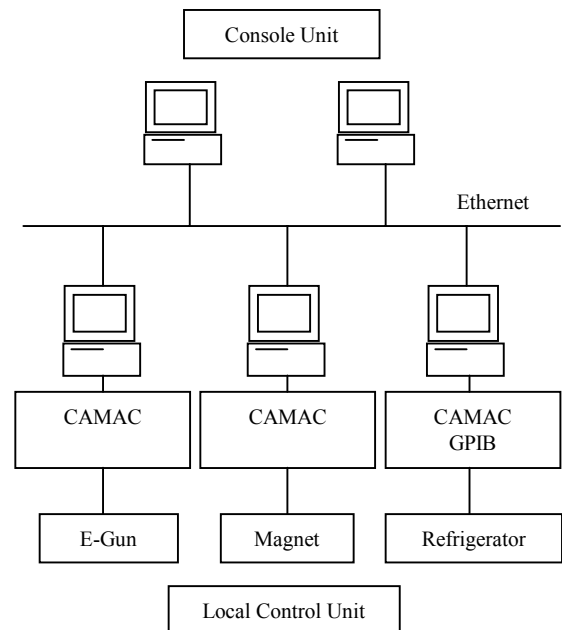 Console Unit
Ethernet
CAMAC
CAMAC
CAMAC
GPIB
E-Gun
Magnet
Refrigerator
Local Control Unit